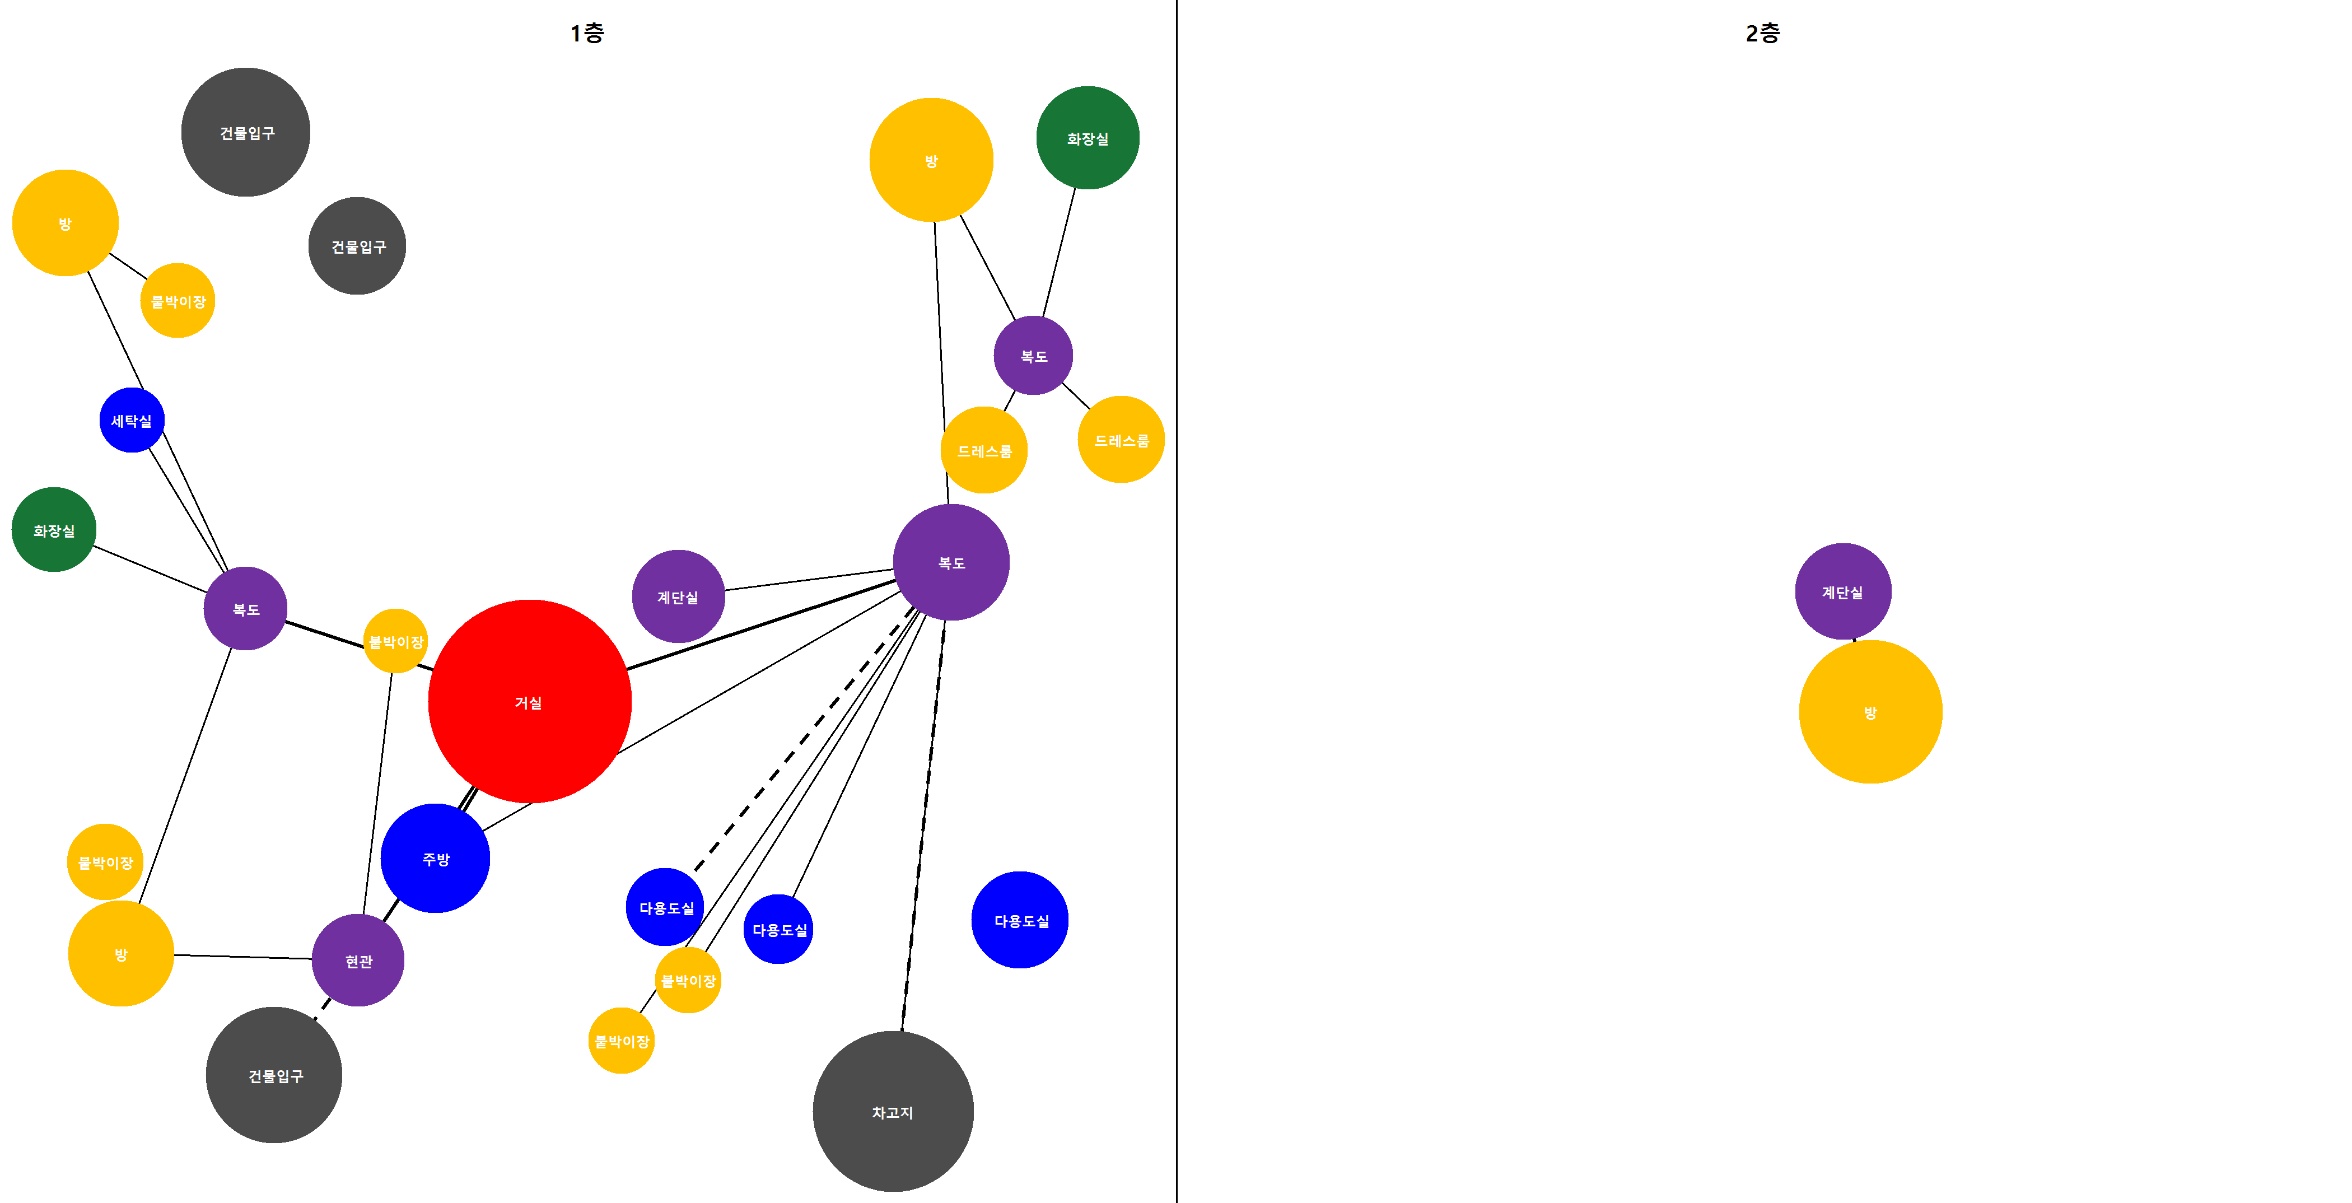 1층
2층
건물입구
화장실
방
방
건물입구
붙박이장
복도
세탁실
드레스룸
드레스룸
화장실
복도
계단실
계단실
복도
붙박이장
거실
방
주방
붙박이장
다용도실
다용도실
다용도실
방
현관
붙박이장
붙박이장
건물입구
차고지